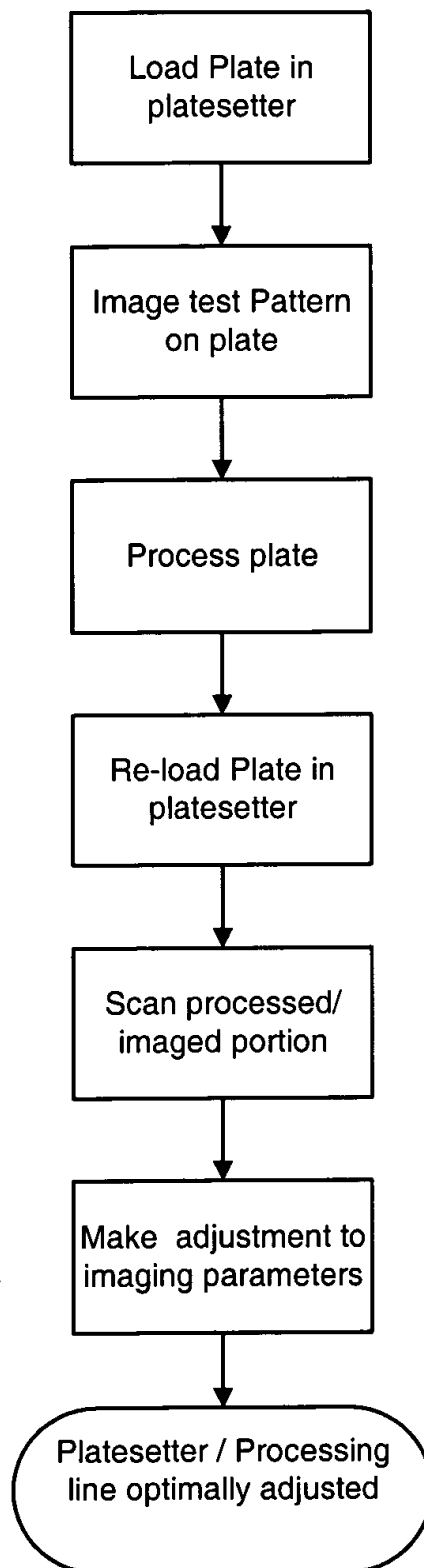 Load Plate in
platesetter
Image test Pattern
on plate
Process plate
Re-load Plate in
platesetter
Scan processed/
imaged portion
Make adjustment to
imaging parameters
Platesetter / Processing
line optimally adjusted